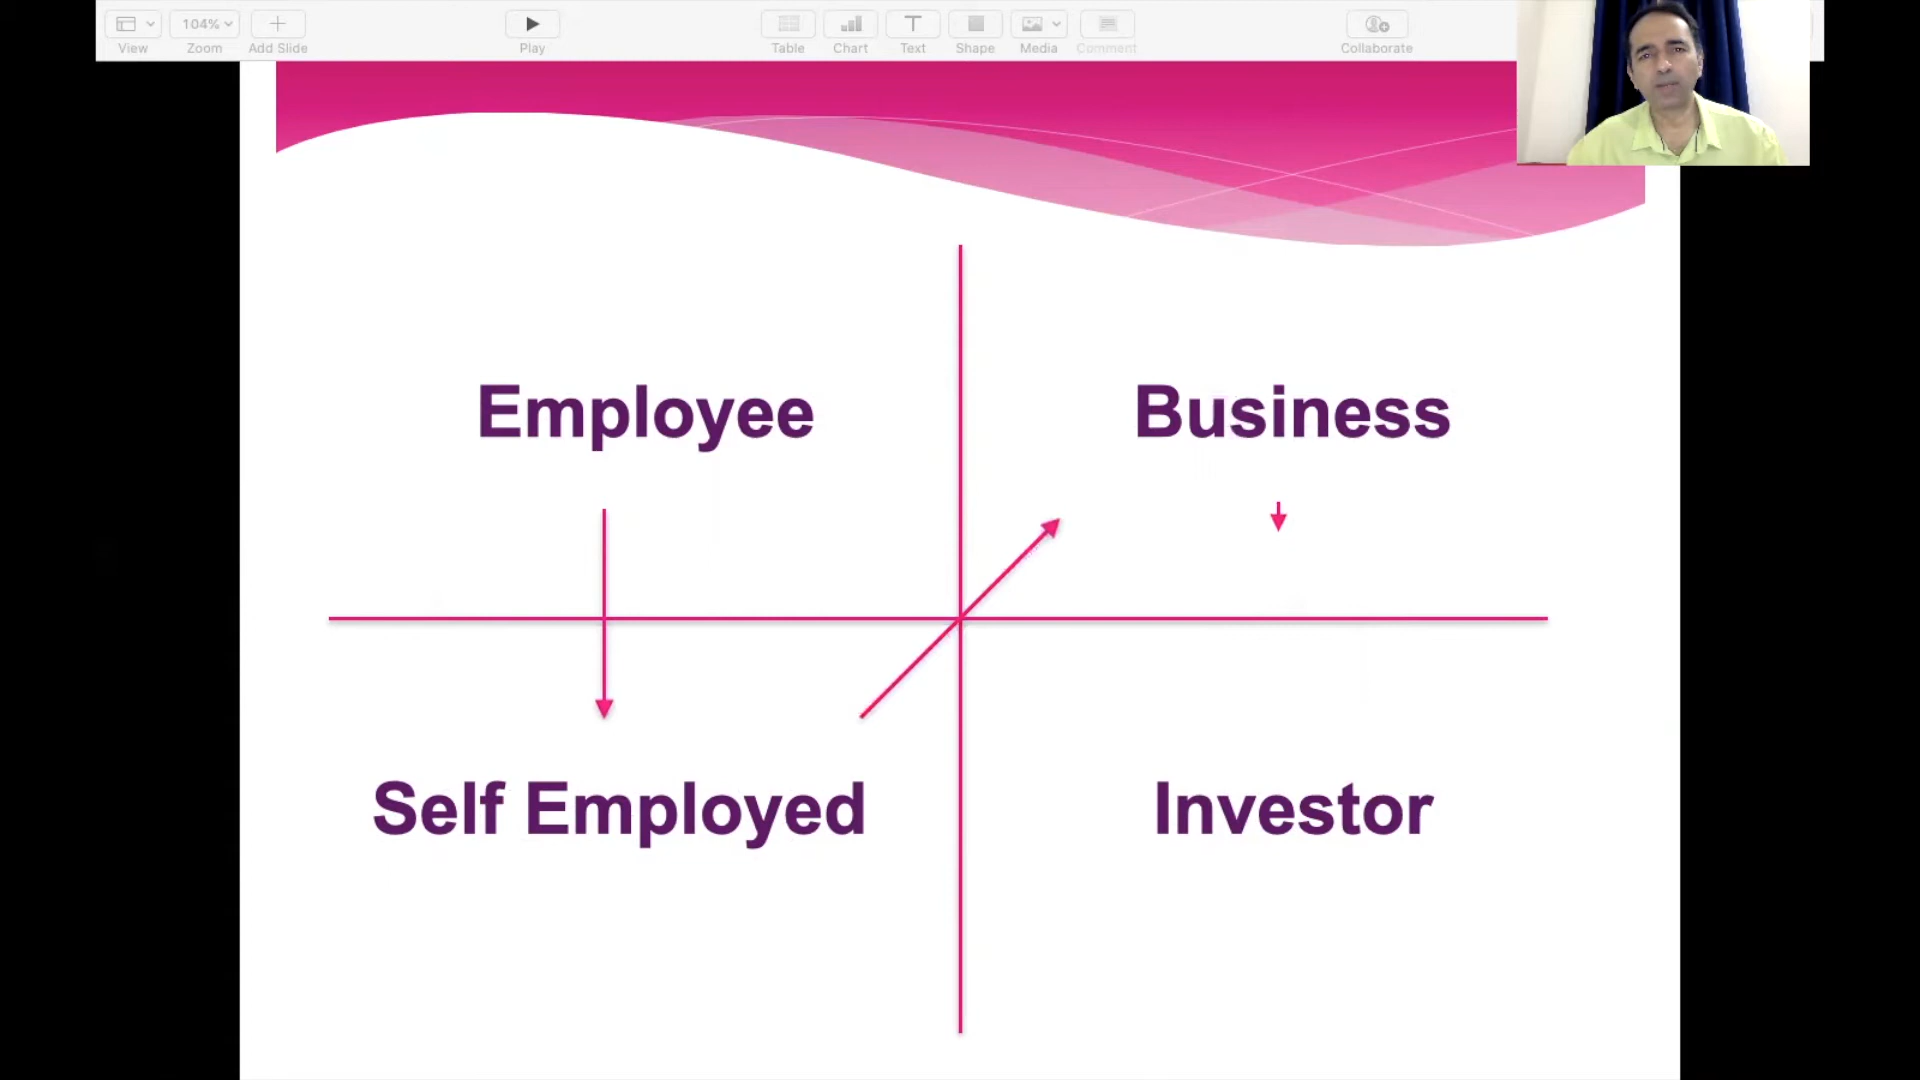 104%
View
Zoom
Add Slide
Play
Table
Chart
Text
Shape
Media
Comment
Collaborate
Employee
Business
Self Employed
Investor